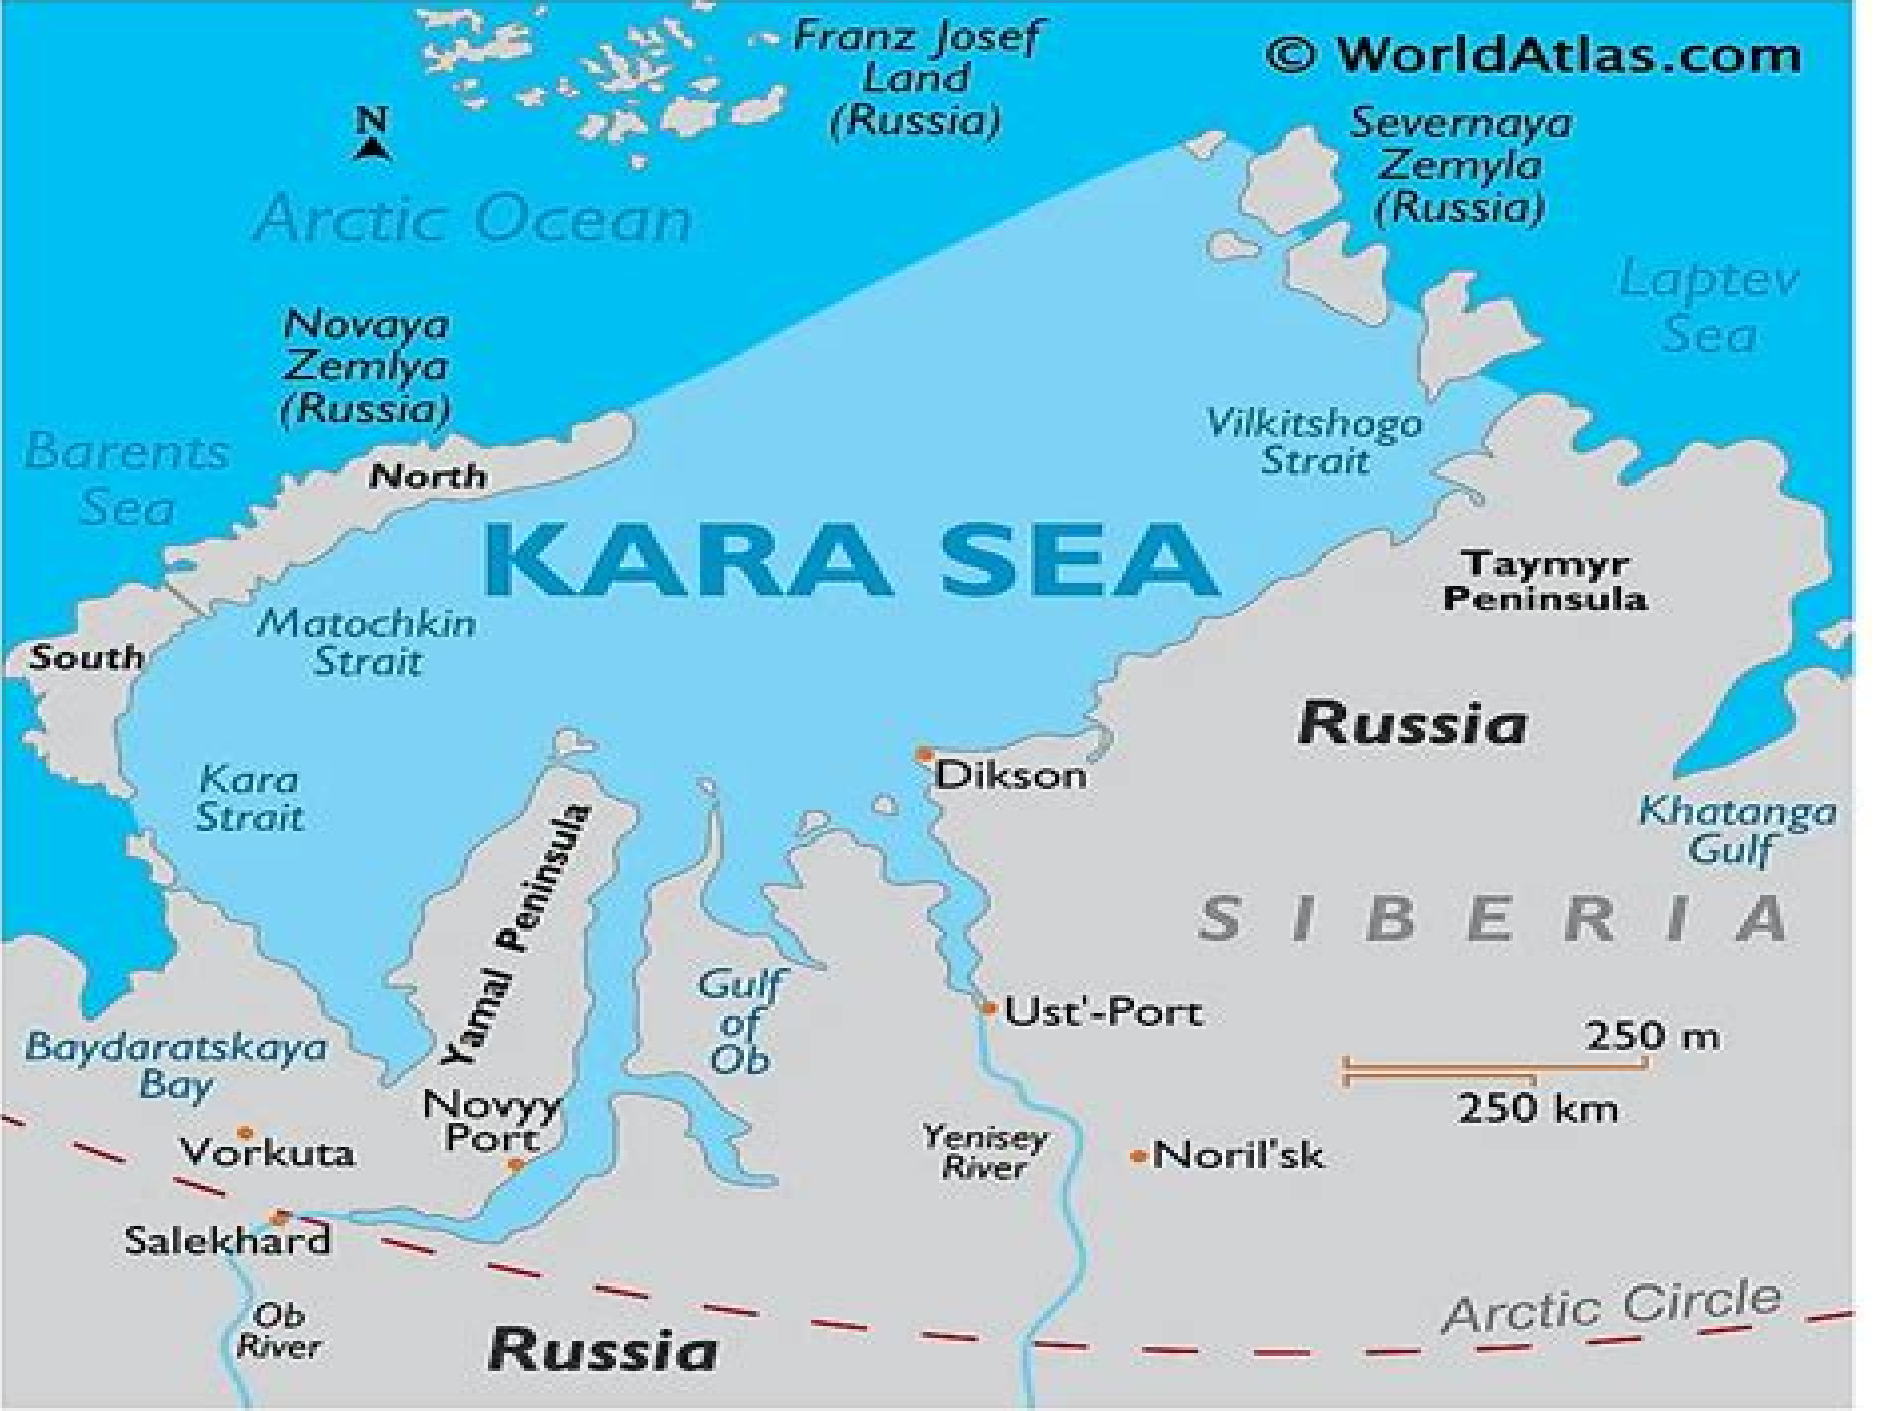 Franz Josef
Land
(Russia)
© WorldAtlas.com
N
Severnaya
Zemyla
(Russia)
Arctic Ocean
Laptev
Sea
Novaya
Zemlya
(Russia)
Barents
Sea
North
Vilkitshogo
Strait
KARA SEA
Taymyr
Peninsula
Matochkin
Strait
South
Russia
Kara
Strait
Dikson
Yamal Peninsula
Khatanga
Gulf
SIBERIA
Gulf
of
Ob
Ust'-Port
Baydaratskaya
Bay
250 m
250 km
Novyy
Port
Vorkuta
Yenisey
River
Noril'sk
Salekhard
Ob
River
Arctic Circle
Russia